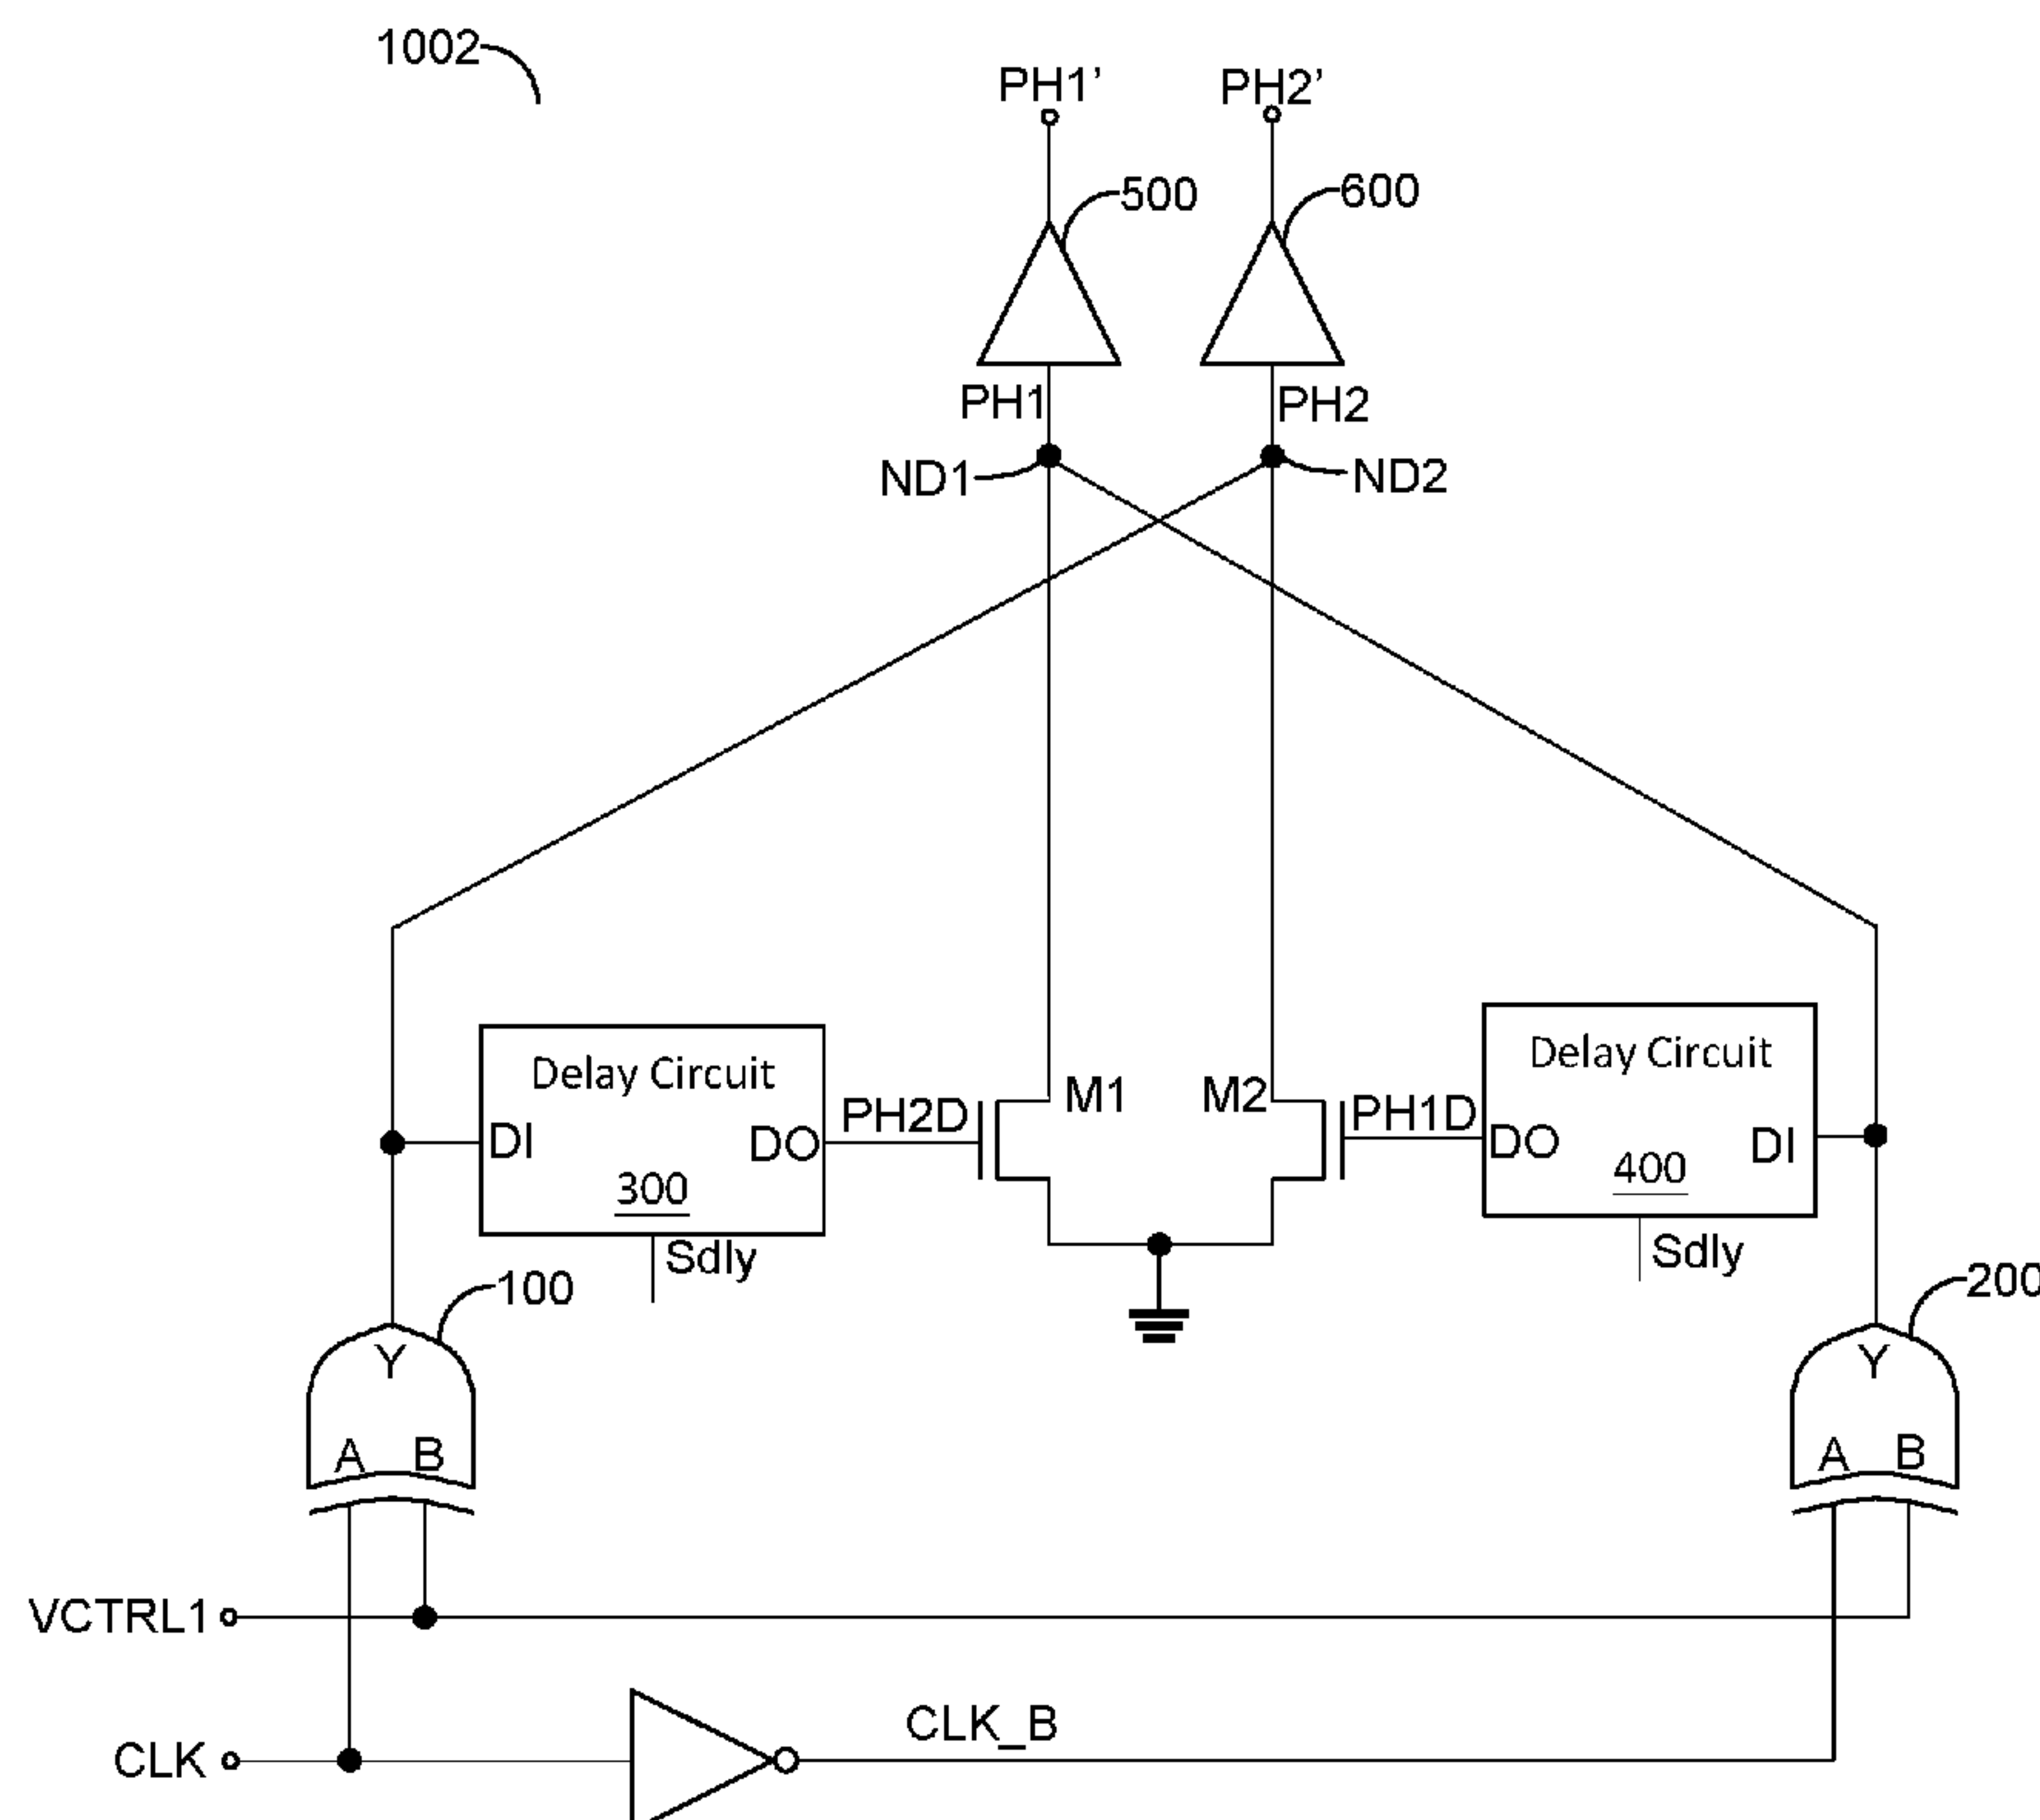 1002
PH1’
PH2’
500
600
PH1
PH2
ND1
ND2
Delay Circuit
DI
DO
300
Sdly
PH2D
M1
M2
PH1D
Delay Circuit
DO
DI
400
Sdly
100
200
Y
A
B
Y
A
B
VCTRL1
CLK
CLK_B